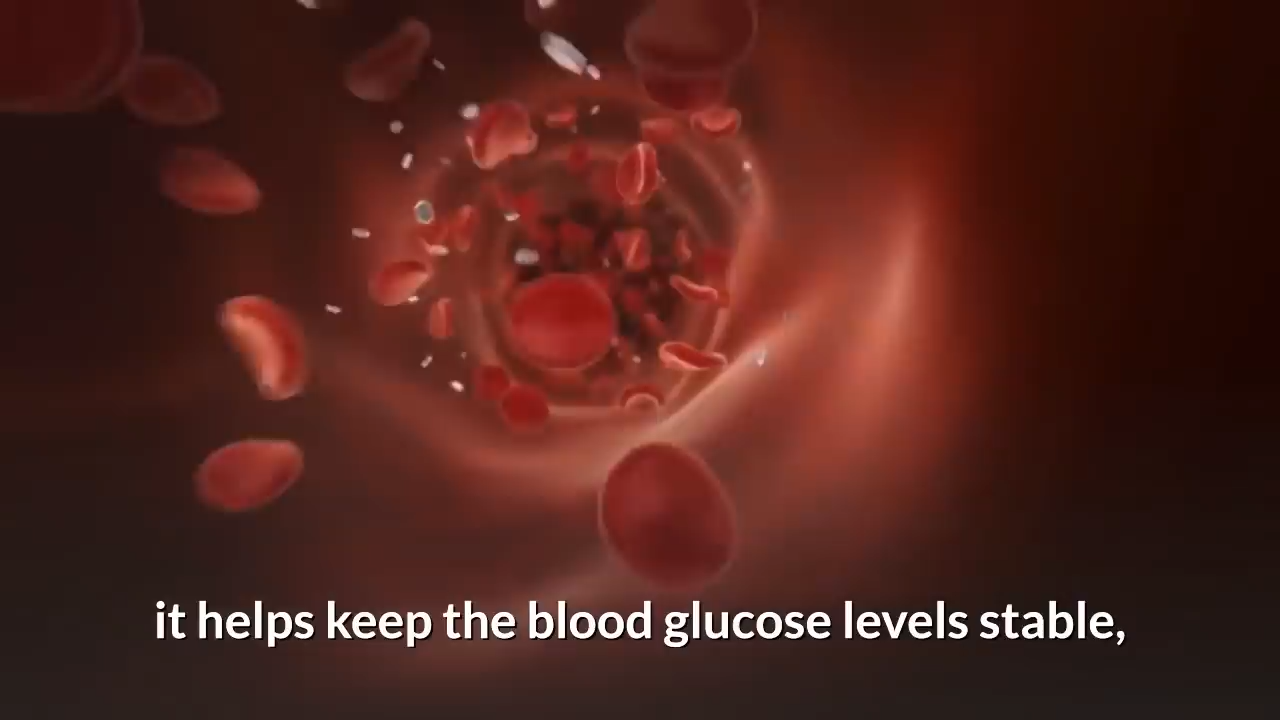 it helps keep the blood glucose levels stable,